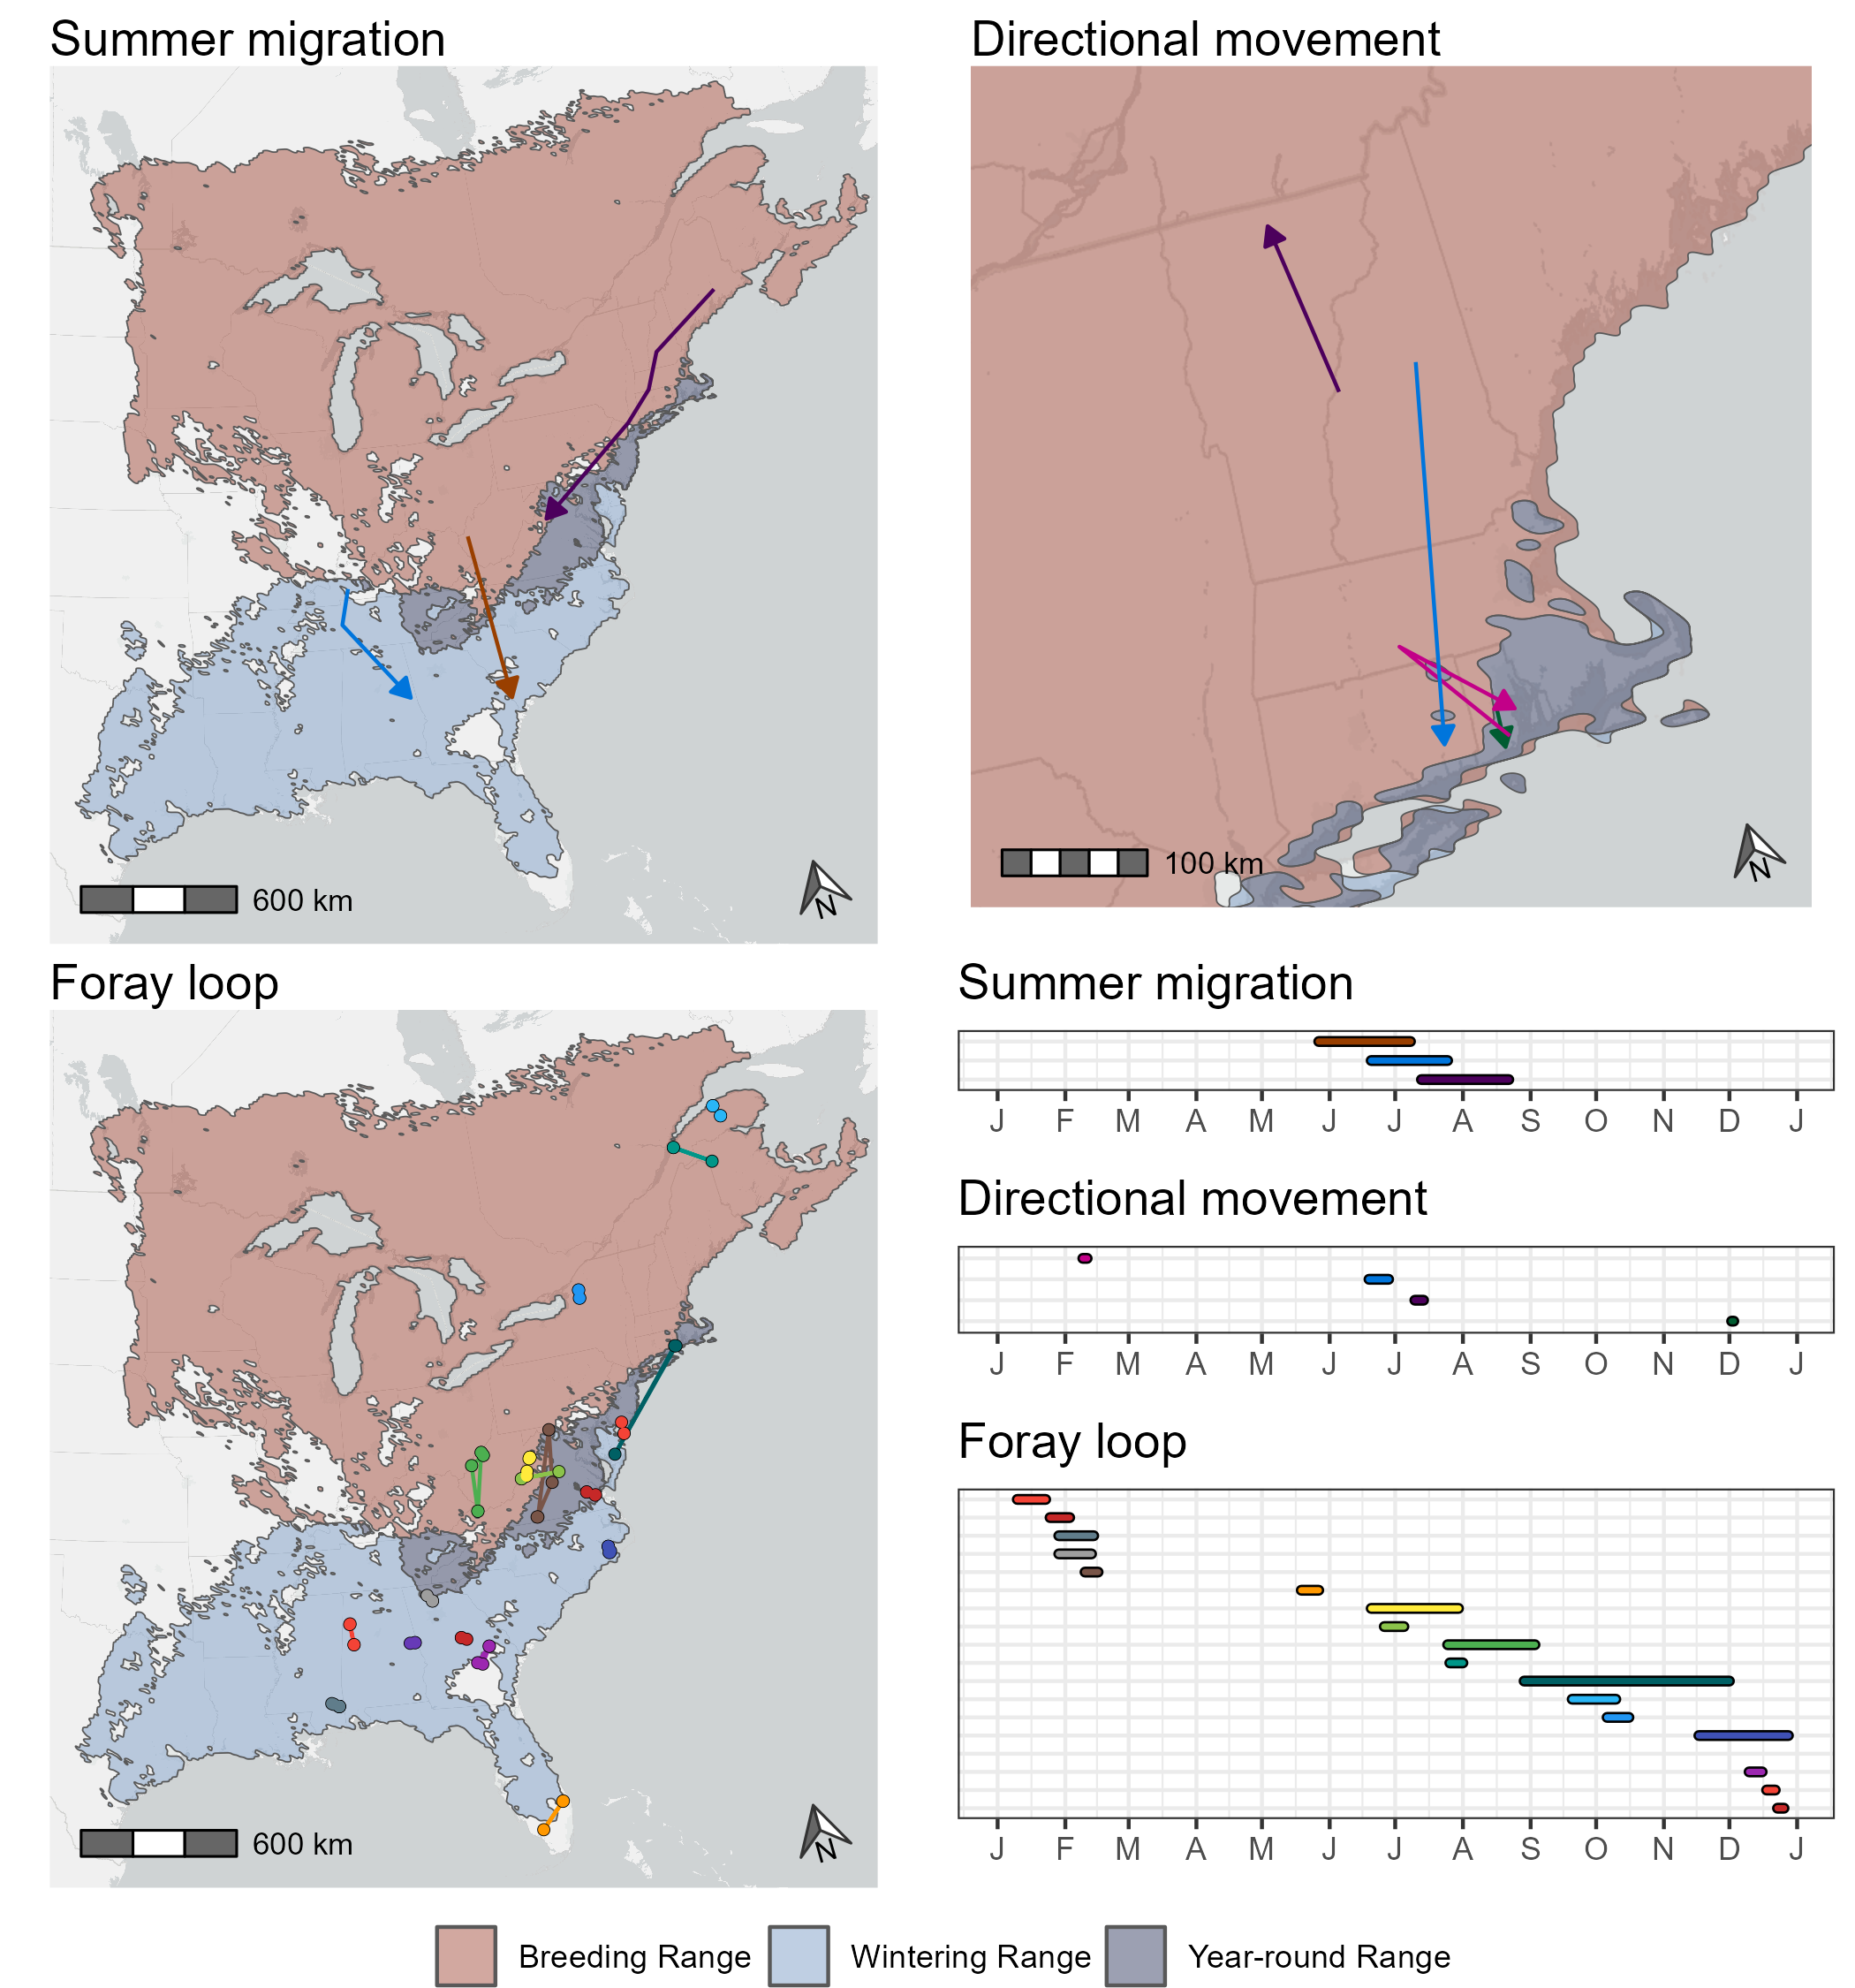 Summer migration
Directional movement
600 km
N
100 km
N
Foray loop
600 km
N
Summer migration
J F M A M J J A S O N D J
Directional movement
J F M A M J J A S O N D J
Foray loop
J F M A M J J A S O N D J
Breeding Range Wintering Range Year-round Range